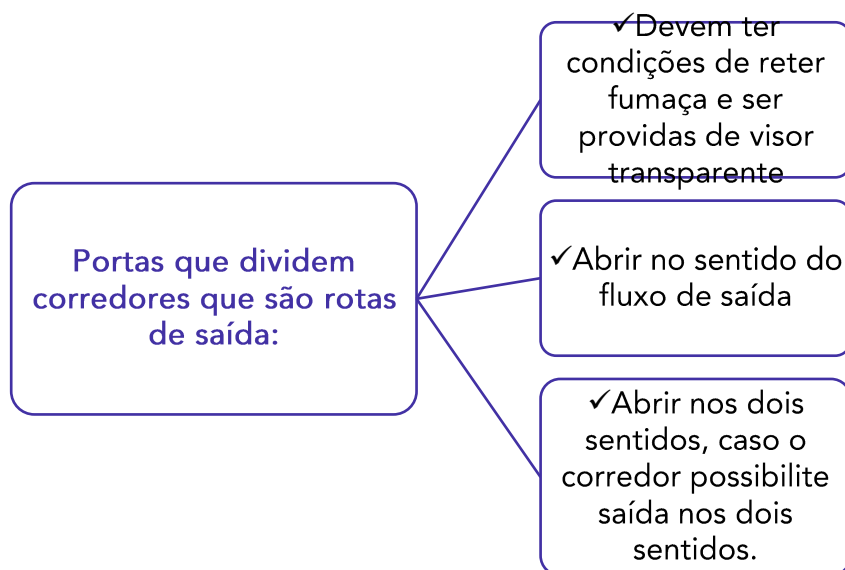 Portas que dividem
corredores que são rotas
de saída:
✓Devem ter
condições de reter
fumaça e ser
providas de visor
transparente
✓Abrir no sentido do
fluxo de saída
✓Abrir nos dois
sentidos, caso o
corredor possibilite
saída nos dois
sentidos.